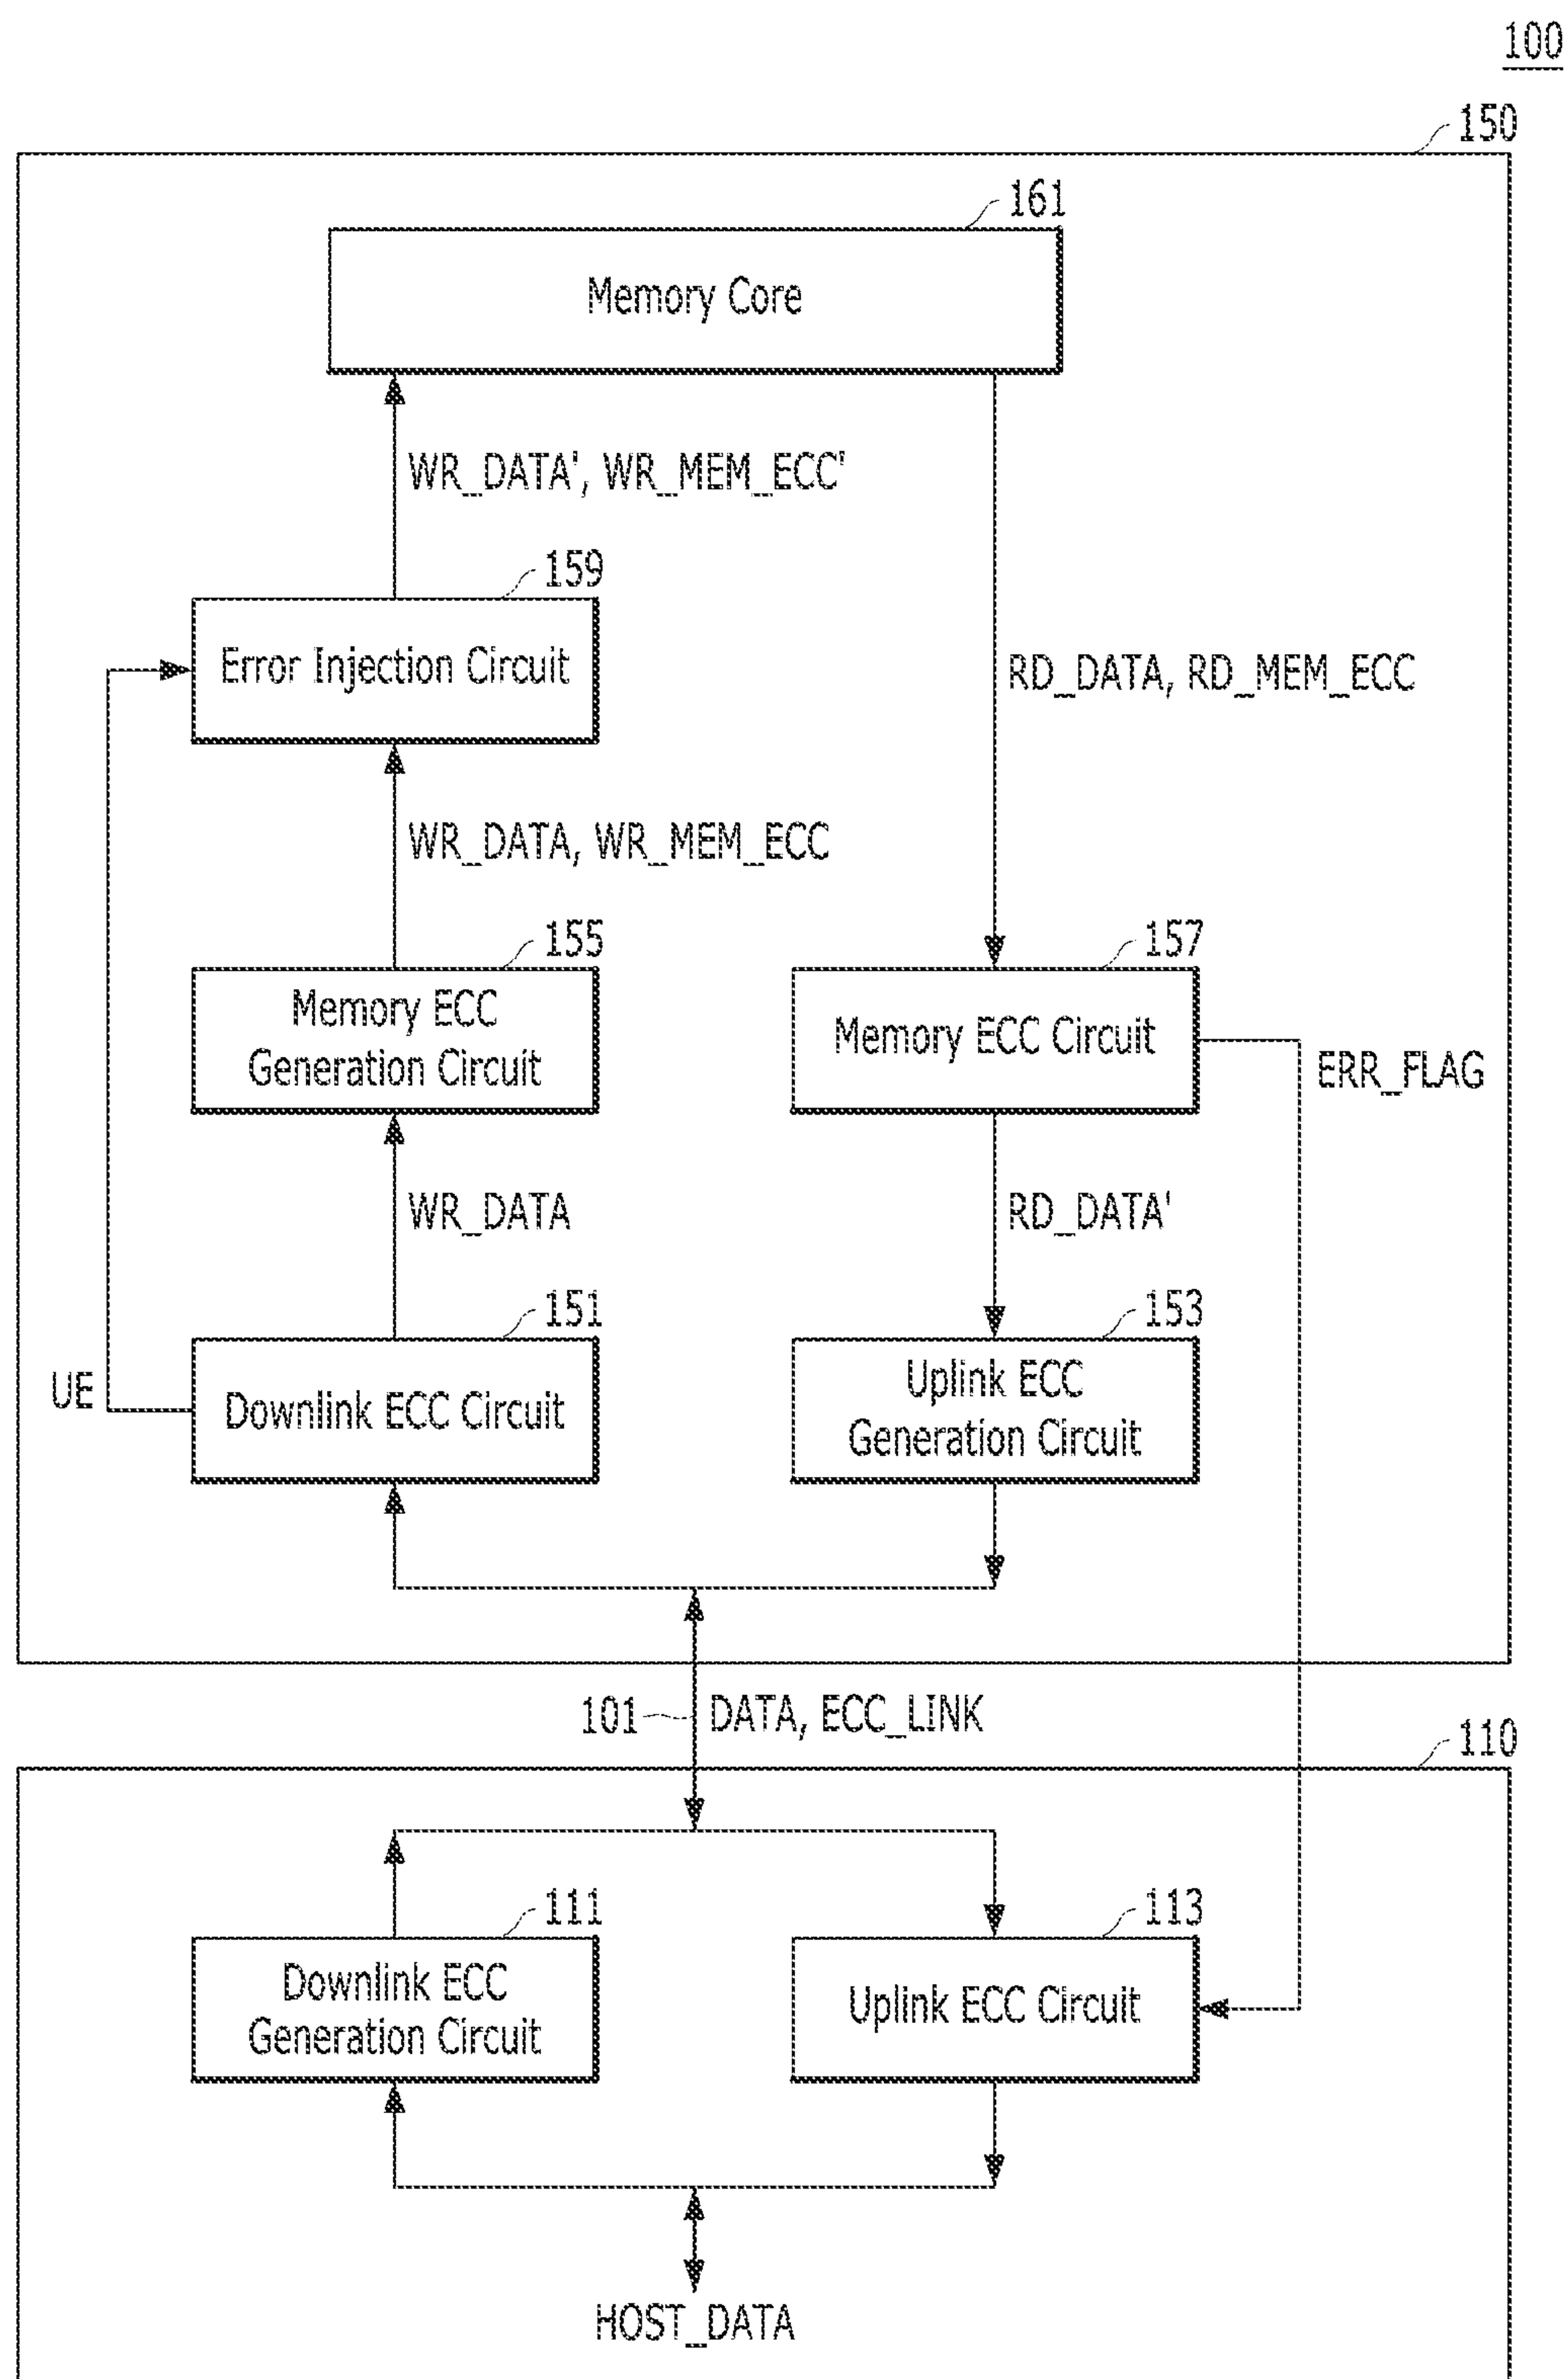 100
150
161
Memory Core
WR_DATA', WR_MEM_ECC'
159
Error Injection Circuit
RD_DATA, RD_MEM_ECC
WR_DATA, WR_MEM_ECC
155
157
Memory ECC
Generation Circuit
Memory ECC Circuit
ERR_FLAG
WR_DATA
RD_DATA'
151
153
UE
Downlink ECC Circuit
Uplink ECC
Generation Circuit
101
DATA, ECC_LINK
110
111
113
Downlink ECC
Generation Circuit
Uplink ECC Circuit
HOST_DATA